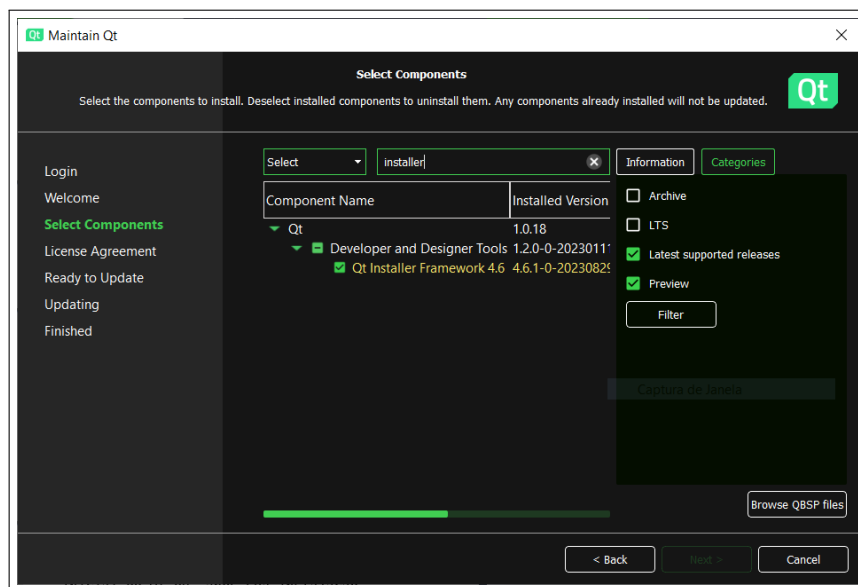 Qt Maintain Qt
Select Components
Select the components to install. Deselect installed components to uninstall them. Any components already installed will not be updated.
Qt
Login
Welcome
Select Components
License Agreement
Ready to Update
Updating
Finished
Select
installer
Component Name
Installed Version
Qt
1.0.18
Developer and Designer Tools
1.2.0-0-20230111
Qt Installer Framework 4.6
4.6.1-0-20230829
Information
Categories
Archive
LTS
Latest supported releases
Preview
Filter
Captura de Janela
Browse QBSP files
< Back
Next >
Cancel